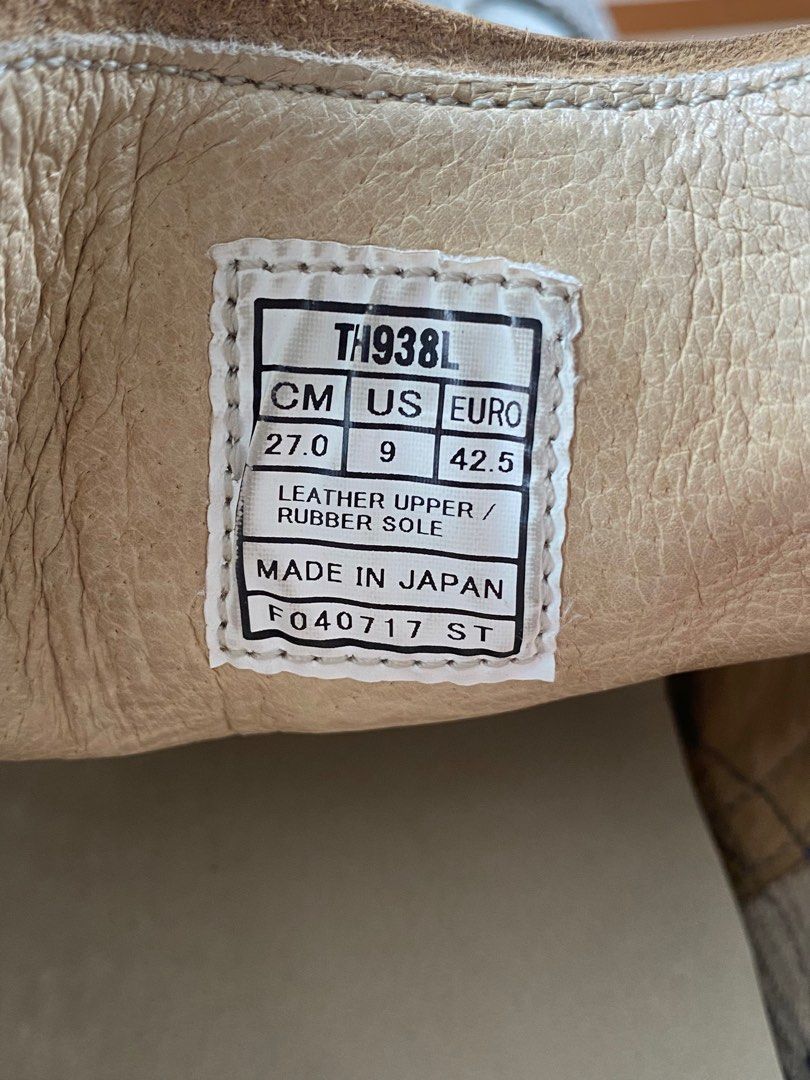 TH938L
CM US EURO
27.0 9 42.5
LEATHER UPPER /
RUBBER SOLE
MADE IN JAPAN
F040717 ST